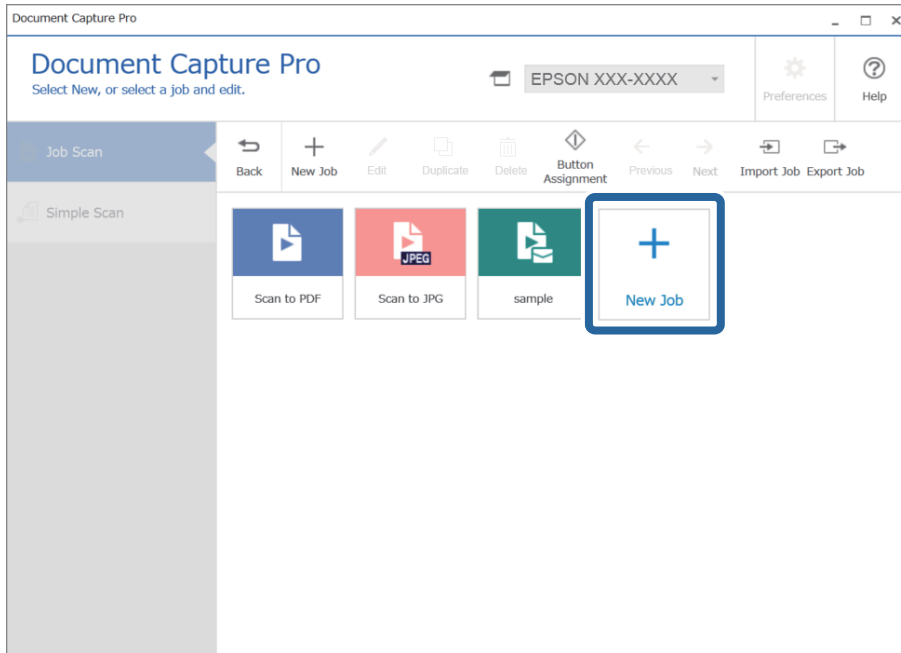 Document Capture Pro
Document Capture Pro
Select New, or select a job and edit.
EPSON XXX-XXXX
Preferences
Help
Job Scan
Simple Scan
Back
New Job
Edit
Duplicate
Delete
Button
Assignment
Previous
Next
Import Job
Export Job
JPEG
Scan to PDF
Scan to JPG
sample
New Job